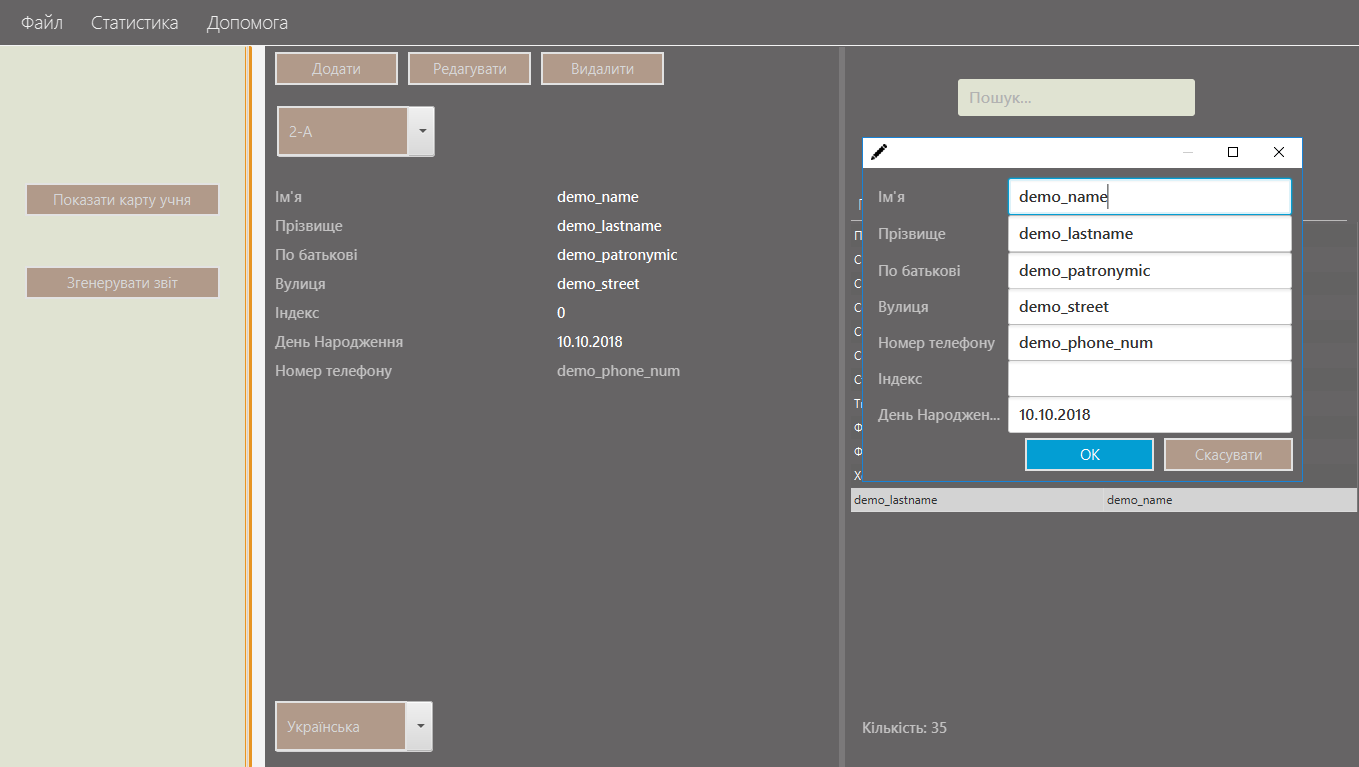 Файл Статистика Допомога
Додати Редагувати Видалити
Пошук...
2-А
Показати карту учня
Згенерувати звіт
Ім'я demo_name
Прізвище demo_lastname
По батькові demo_patronymic
Вулиця demo_street
Індекс 0
День Народження 10.10.2018
Номер телефону demo_phone_num
Українська
Ім'я demo_name
Прізвище demo_lastname
По батькові demo_patronymic
Вулиця demo_street
Номер телефону demo_phone_num
Індекс
День Народжен... 10.10.2018
ОК Скасувати
demo_lastname demo_name
Кількість: 35